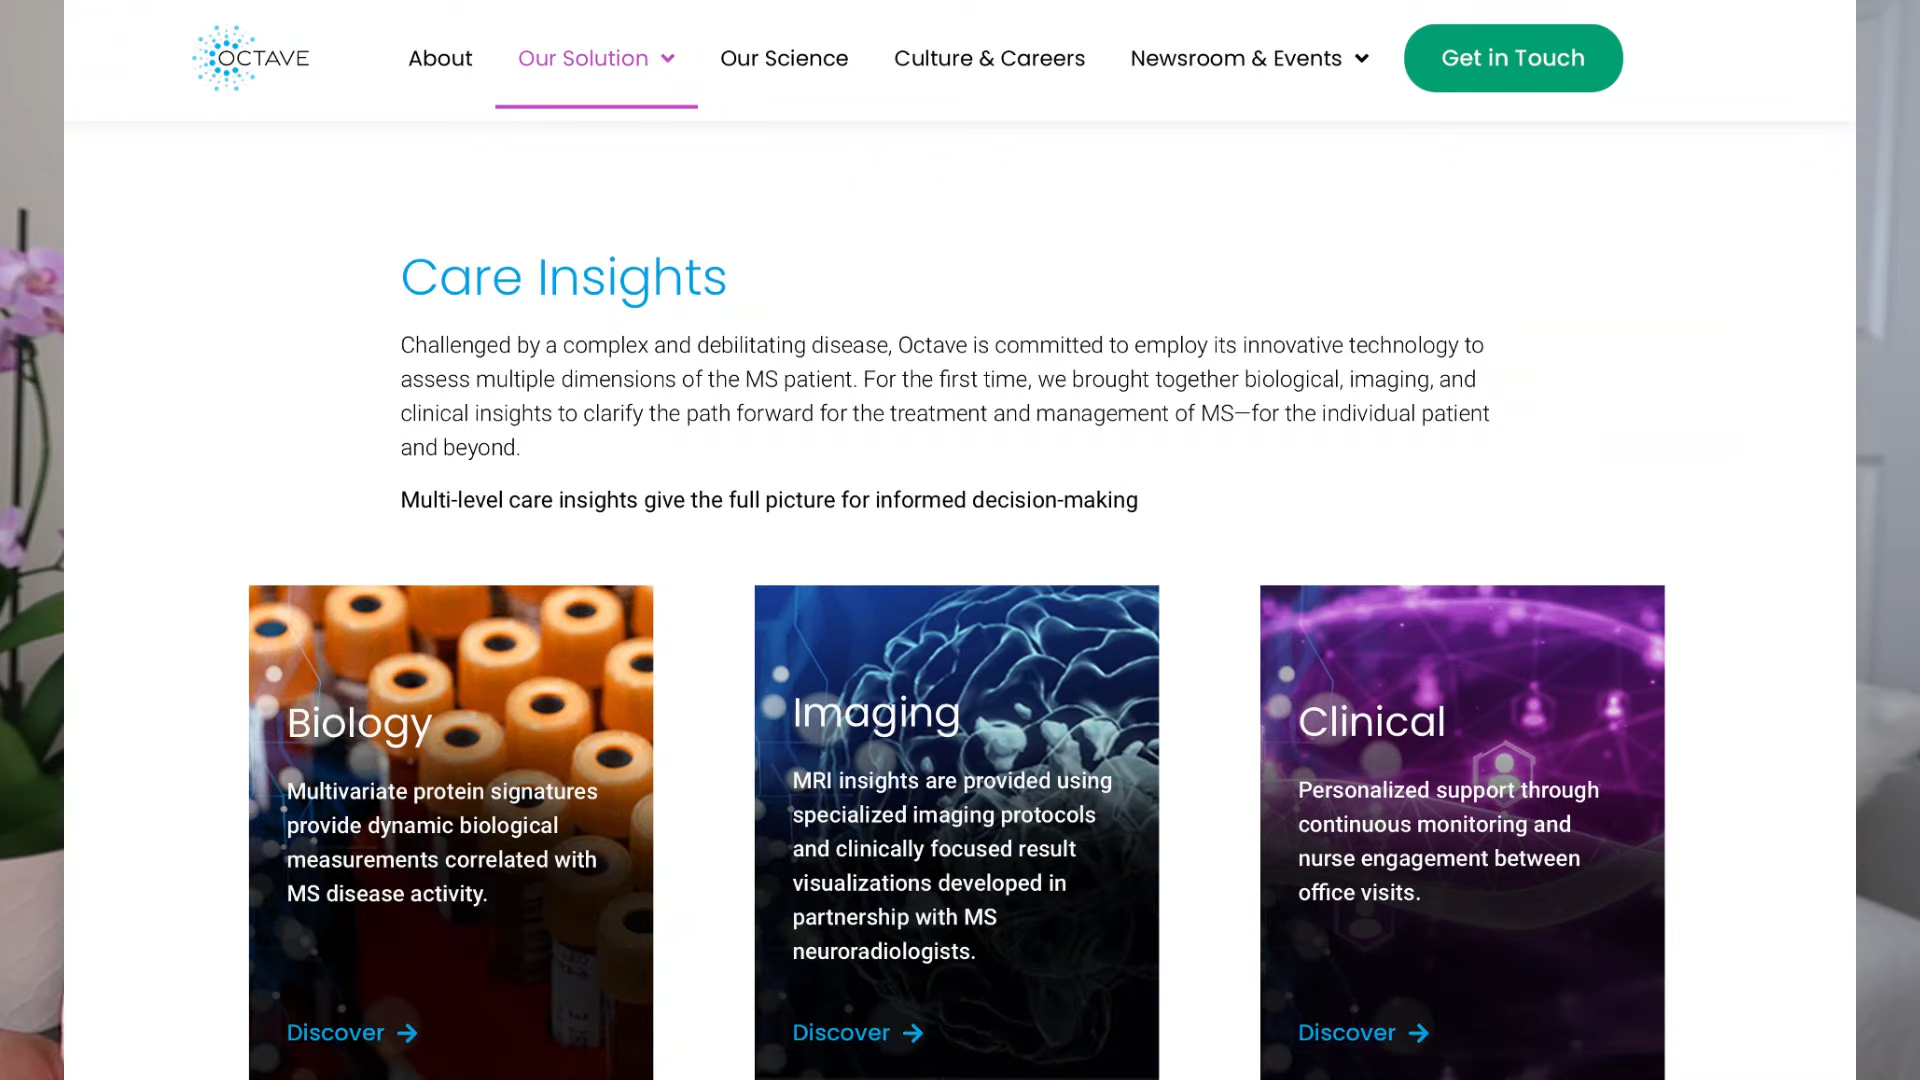 OCTAVE
About
Our Solution
Our Science
Culture & Careers
Newsroom & Events
Get in Touch
Care Insights
Challenged by a complex and debilitating disease, Octave is committed to employ its innovative technology to
assess multiple dimensions of the MS patient. For the first time, we brought together biological, imaging, and
clinical insights to clarify the path forward for the treatment and management of MS—for the individual patient
and beyond.
Multi-level care insights give the full picture for informed decision-making
Biology
Multivariate protein signatures
provide dynamic biological
measurements correlated with
MS disease activity.
Discover
Imaging
MRI insights are provided using
specialized imaging protocols
and clinically focused result
visualizations developed in
partnership with MS
neuroradiologists.
Discover
Clinical
Personalized support through
continuous monitoring and
nurse engagement between
office visits.
Discover